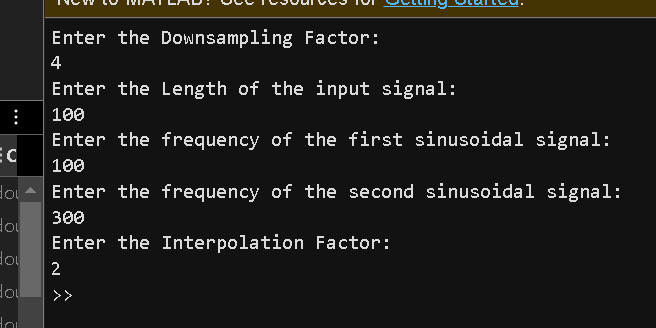 New to MATLAB? See resources for Getting Started.
Enter the Downsampling Factor:
4
Enter the Length of the input signal:
100
Enter the frequency of the first sinusoidal signal:
100
Enter the frequency of the second sinusoidal signal:
300
Enter the Interpolation Factor:
2
>>